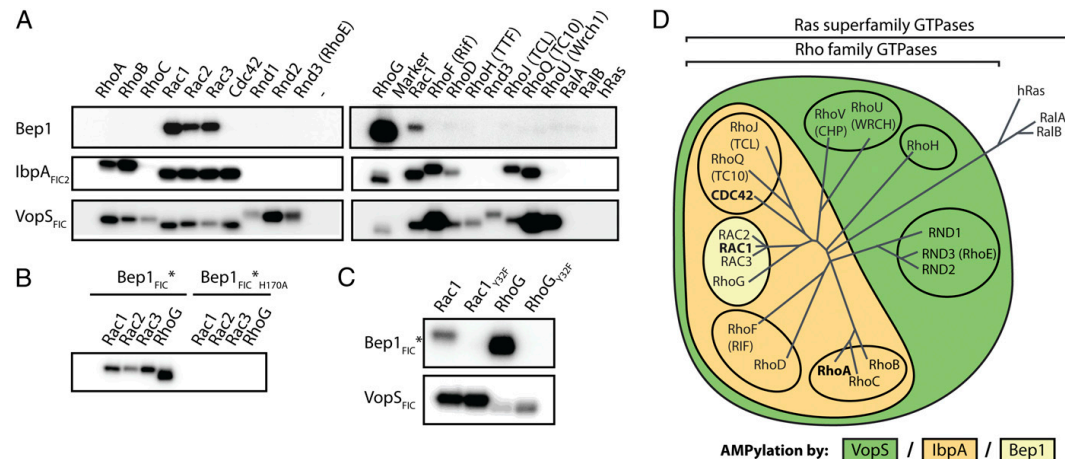 A
RhoA
RhoB
RhoC
Rac1
Rac2
Rac3
Cdc42
Rnd1
Rnd2
Rnd3 (RhoE)
-
RhoG
Marker
Rac1
RhoF (Rif)
RhoD
RhoH (TTF)
Rnd3
RhoJ (TCL)
RhoQ (TC10)
RhoU (Wrch1)
RalA
RalB
hRas
Bep1
IbpAFIC2
VopSFIC
B
Bep1FIC*
Bep1FIC*H170A
Rac1
Rac2
Rac3
RhoG
Rac1
Rac2
Rac3
RhoG
C
Rac1
Rac1Y32F
RhoG
RhoGY32F
Bep1FIC*
VopSFIC
D
Ras superfamily GTPases
Rho family GTPases
hRas
RalA
RalB
RhoV
(CHP)
RhoU
(WRCH)
RhoH
RhoJ
(TCL)
RhoQ
(TC10)
CDC42
RAC2
RAC1
RAC3
RhoG
RND1
RND3 (RhoE)
RND2
RhoF
(RIF)
RhoD
RhoA
RhoB
RhoC
AMPylation by: VopS / IbpA / Bep1